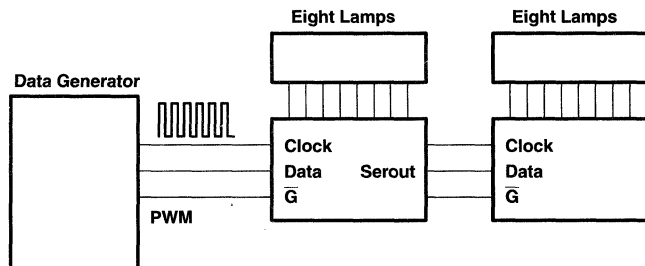 Eight Lamps
Eight Lamps
Data Generator
Clock
Data
Serout
G̅
PWM
Clock
Data
G̅